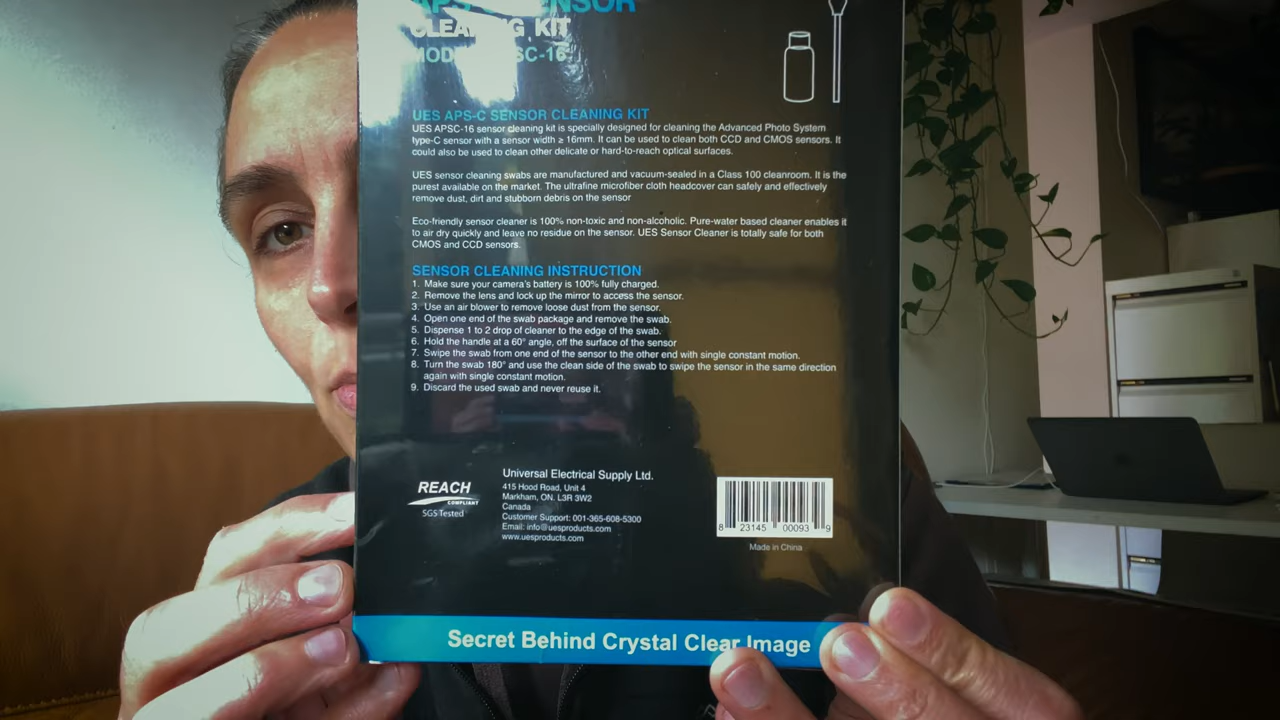 APS-C SENSOR
CLEANING KIT
UES APS-C SENSOR CLEANING KIT
UES APSC-16 sensor cleaning kit is specially designed for cleaning the Advanced Photo System
type-C sensor with a sensor width ≥ 16mm. It can be used to clean both CCD and CMOS sensors. It
could also be used to clean other delicate or hard-to-reach optical surfaces.
UES sensor cleaning swabs are manufactured and vacuum-sealed in a Class 100 cleanroom. It is the
purest available on the market. The ultrafine microfiber cloth headcover can safely and effectively
remove dust, dirt and stubborn debris on the sensor
Eco-friendly sensor cleaner is 100% non-toxic and non-alcoholic. Pure-water based cleaner enables it
to air dry quickly and leave no residue on the sensor. UES Sensor Cleaner is totally safe for both
CMOS and CCD sensors.
SENSOR CLEANING INSTRUCTION
1. Make sure your camera's battery is 100% fully charged.
2. Remove the lens and lock up the mirror to access the sensor.
3. Use an air blower to remove loose dust from the sensor.
4. Open one end of the swab package and remove the swab.
5. Dispense 1 to 2 drop of cleaner to the edge of the swab.
6. Hold the handle at a 60° angle, off the surface of the sensor
7. Swipe the swab from one end of the sensor to the other end with single constant motion.
8. Turn the swab 180° and use the clean side of the swab to swipe the sensor in the same direction
again with single constant motion.
9. Discard the used swab and never reuse it.
REACH
COMPLIANT
SGS Tested
Universal Electrical Supply Ltd.
415 Hood Road, Unit 4
Markham, ON. L3R 3W2
Canada
Customer Support: 001-365-608-5300
Email: info@uesproducts.com
www.uesproducts.com
8 23145 00093 9
Made in China
Secret Behind Crystal Clear Image